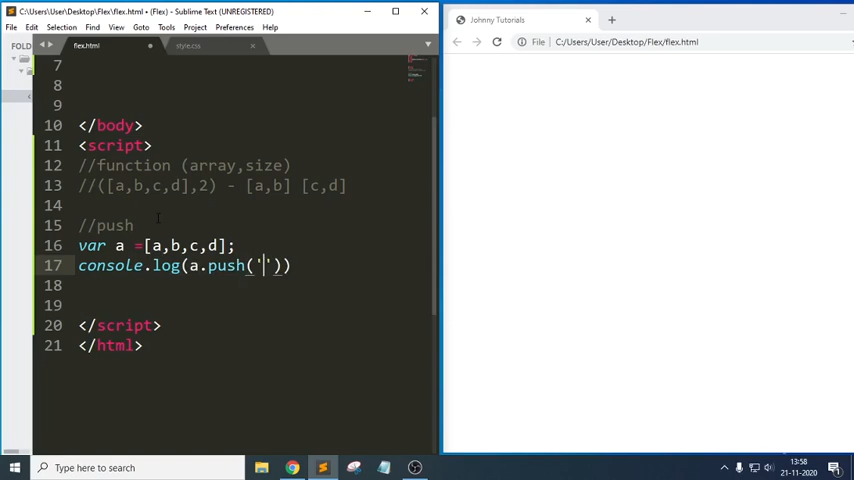 C:\Users\User\Desktop\Flex\flex.html • (Flex) - Sublime Text (UNREGISTERED)
File Edit Selection Find View Goto Tools Project Preferences Help
FOLD
flex.html
style.css
7
8
9
10 </body>
11 <script>
12 //function (array,size)
13 //([a,b,c,d],2) - [a,b] [c,d]
14
15 //push
16 var a =[a,b,c,d];
17 console.log(a.push(''))
18
19
20 </script>
21 </html>
Johnny Tutorials
File C:/Users/User/Desktop/Flex/flex.html
Type here to search
13:58
21-11-2020